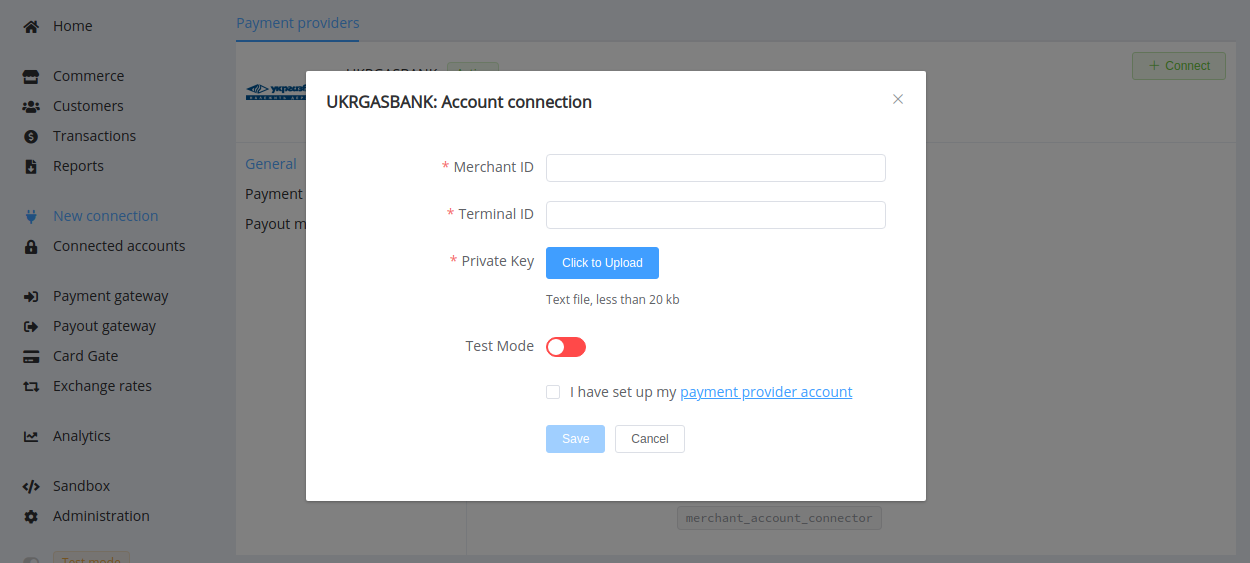 Home
Commerce
Customers
Transactions
Reports
New connection
Connected accounts
Payment gateway
Payout gateway
Card Gate
Exchange rates
Analytics
Sandbox
Administration
Test mode
Payment providers
UKRGASBANK
+ Connect
General
Payment
Payout m
UKRGASBANK: Account connection
* Merchant ID
* Terminal ID
* Private Key
Click to Upload
Text file, less than 20 kb
Test Mode
I have set up my payment provider account
Save
Cancel
merchant_account_connector